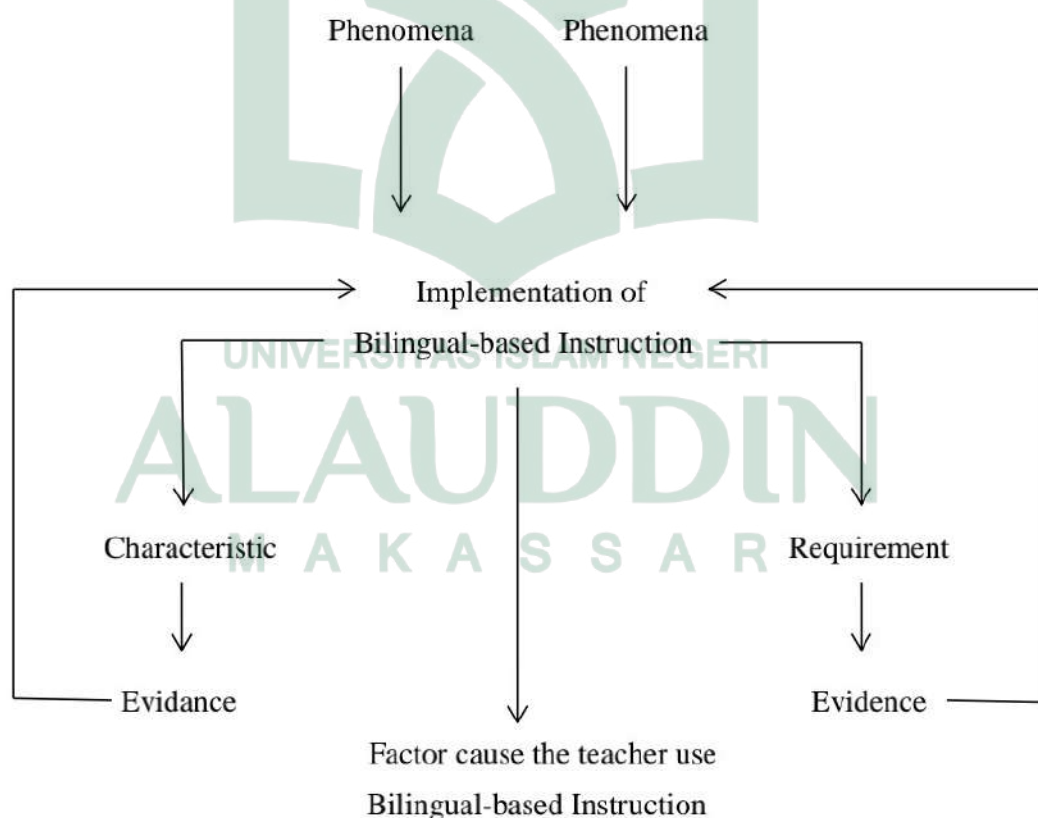 Phenomena Phenomena
Implementation of
Bilingual-based Instruction
UNIVERSITAS ISLAM NEGERI
ALAUDDIN
MAKASSAR
Characteristic Requirement
Evidance Evidence
Factor cause the teacher use
Bilingual-based Instruction